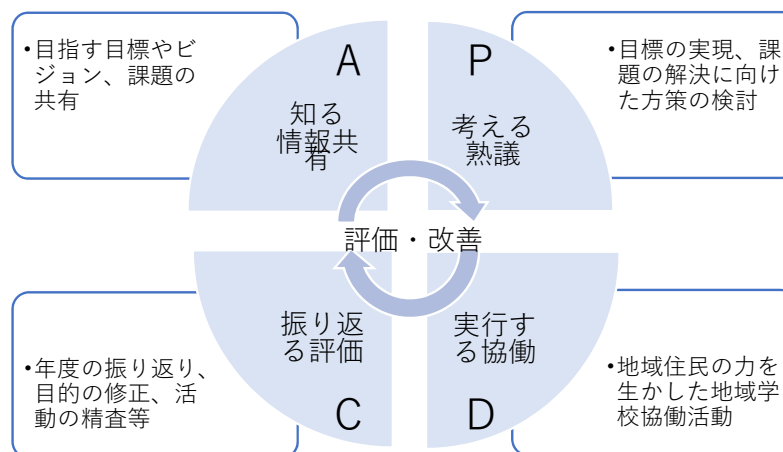 ・目指す目標やビ
ジョン、課題の
共有
A
知る
情報共
有
P
考える
熟議
・目標の実現、課
題の解決に向け
た方策の検討
評価・改善
・年度の振り返り、
目的の修正、活
動の精査等
振り返
る評価
C
実行す
る協働
D
・地域住民の力を
生かした地域学
校協働活動